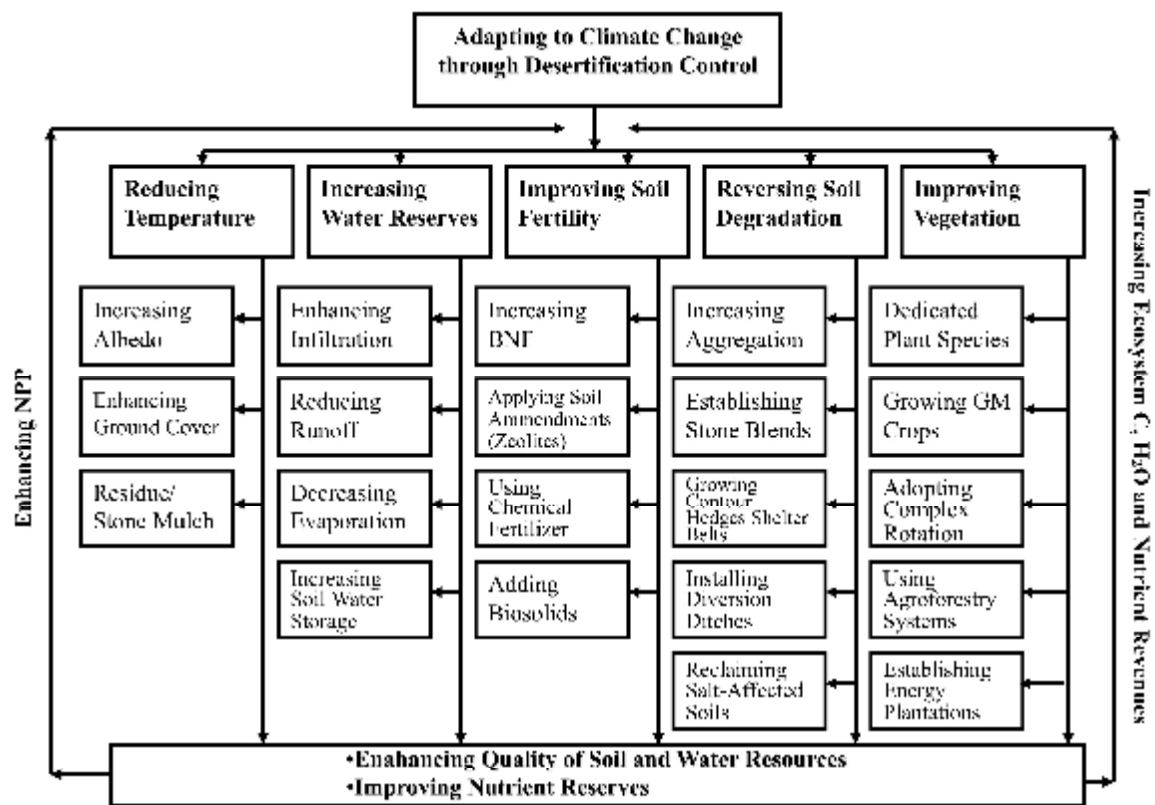 Adapting to Climate Change
through Desertification Control
Reducing
Temperature
Increasing
Water Reserves
Improving Soil
Fertility
Reversing Soil
Degradation
Improving
Vegetation
Increasing
Albedo
Enhancing
Ground Cover
Residue/
Stone Mulch
Enhancing
Infiltration
Reducing
Runoff
Decreasing
Evaporation
Increasing
Soil Water
Storage
Increasing
BNF
Applying Soil
Ammendments
(Zeolites)
Using
Chemical
Fertilizer
Adding
Biosolids
Increasing
Aggregation
Establishing
Stone Blends
Growing
Contour
Hedges Shelter
Belts
Installing
Diversion
Ditches
Reclaiming
Salt-Affected
Soils
Dedicated
Plant Species
Growing GM
Crops
Adopting
Complex
Rotation
Using
Agroforestry
Systems
Establishing
Energy
Plantations
Enhancing NPP
Increasing Ecosystem C, H₂O and Nutrient Revenues
•Enahancing Quality of Soil and Water Resources
•Improving Nutrient Reserves